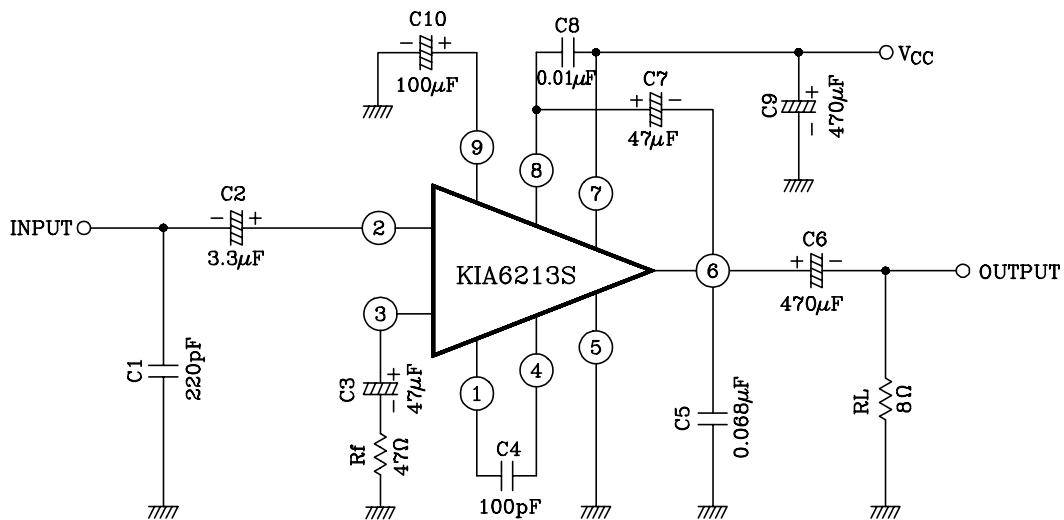 C10
− +
100µF
C8
0.01µF
VCC
C7
+ −
47µF
C9
+
−
470µF
9
8
7
C2
INPUT
− +
3.3µF
2
KIA6213S
6
C6
+ −
470µF
OUTPUT
3
C1
220pF
C3
+
−
47µF
Rf
47Ω
1
4
5
C4
100pF
C5
0.068µF
RL
8Ω